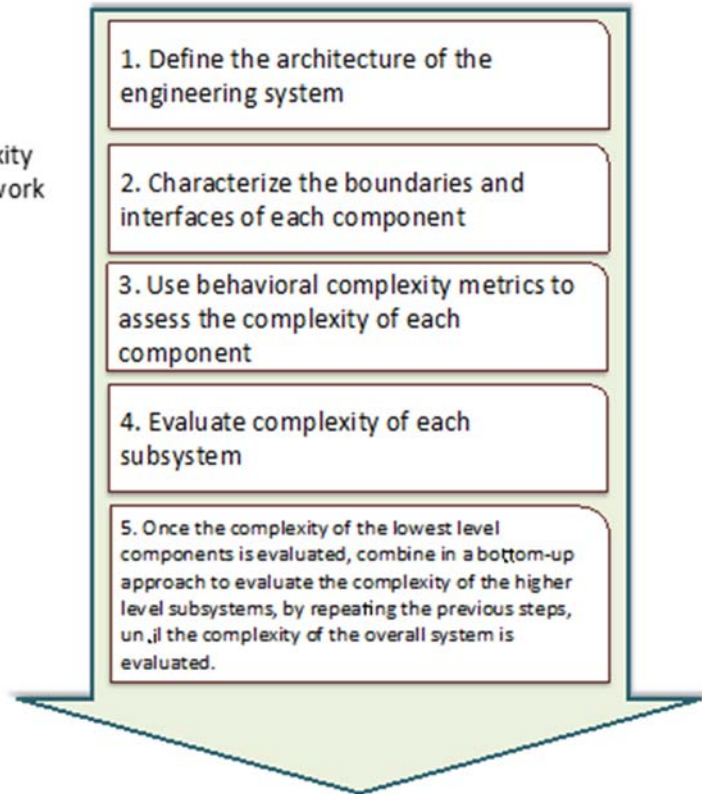 xity
work
1. Define the architecture of the
engineering system
2. Characterize the boundaries and
interfaces of each component
3. Use behavioral complexity metrics to
assess the complexity of each
component
4. Evaluate complexity of each
subsystem
5. Once the complexity of the lowest level
components is evaluated, combine in a bottom-up
approach to evaluate the complexity of the higher
level subsystems, by repeating the previous steps,
un.il the complexity of the overall system is
evaluated.